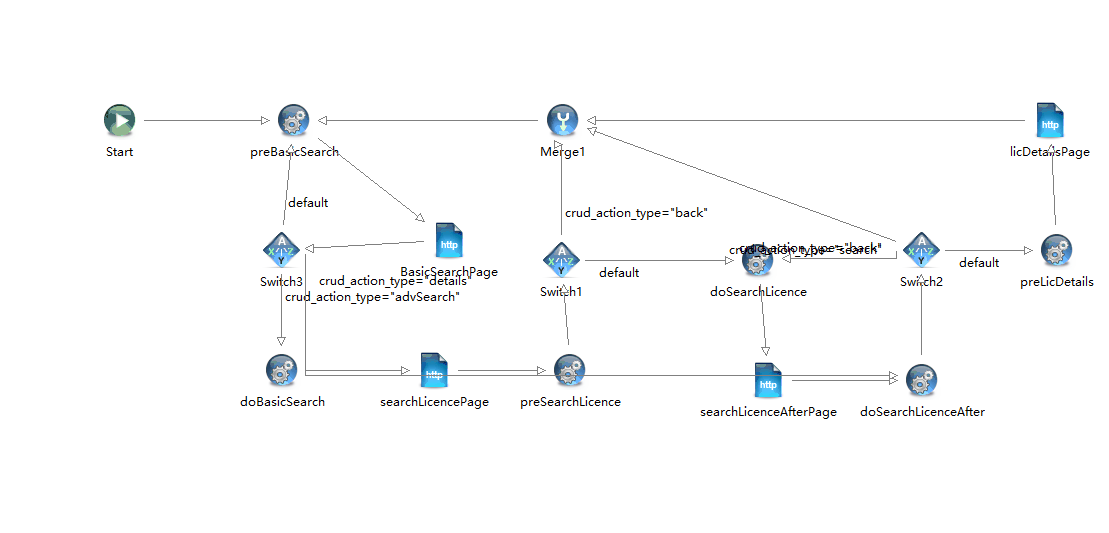 Start
preBasicSearch
Merge1
licDetailsPage
default
crud_action_type="back"
crud_action_type="back"
crud_action_type="search"
http
BasicSearchPage
default
default
Switch3
crud_action_type="details"
crud_action_type="advSearch"
Switch1
doSearchLicence
Switch2
preLicDetails
http
http
http
doBasicSearch
searchLicencePage
preSearchLicence
searchLicenceAfterPage
doSearchLicenceAfter